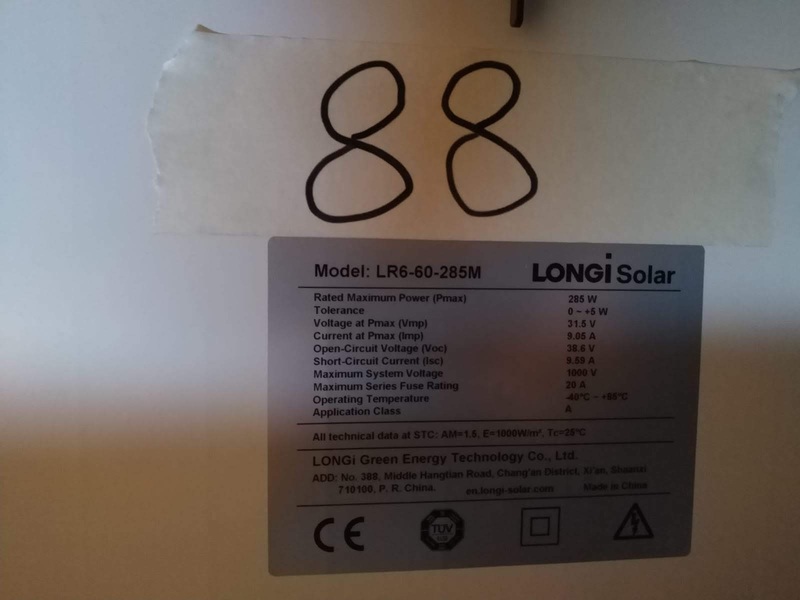 88
Model: LR6-60-285M LONGi Solar
Rated Maximum Power (Pmax) 285 W
Tolerance 0 ~ +5 W
Voltage at Pmax (Vmp) 31.5 V
Current at Pmax (Imp) 9.05 A
Open-Circuit Voltage (Voc) 38.6 V
Short-Circuit Current (Isc) 9.59 A
Maximum System Voltage 1000 V
Maximum Series Fuse Rating 20 A
Operating Temperature -40°C ~ +85°C
Application Class A
All technical data at STC: AM=1.5, E=1000W/m², Tc=25°C
LONGi Green Energy Technology Co., Ltd.
ADD: No. 388, Middle Hangtian Road, Chang'an District, Xi'an, Shaanxi
710100, P. R. China. en.longi-solar.com Made in China
CE TÜV